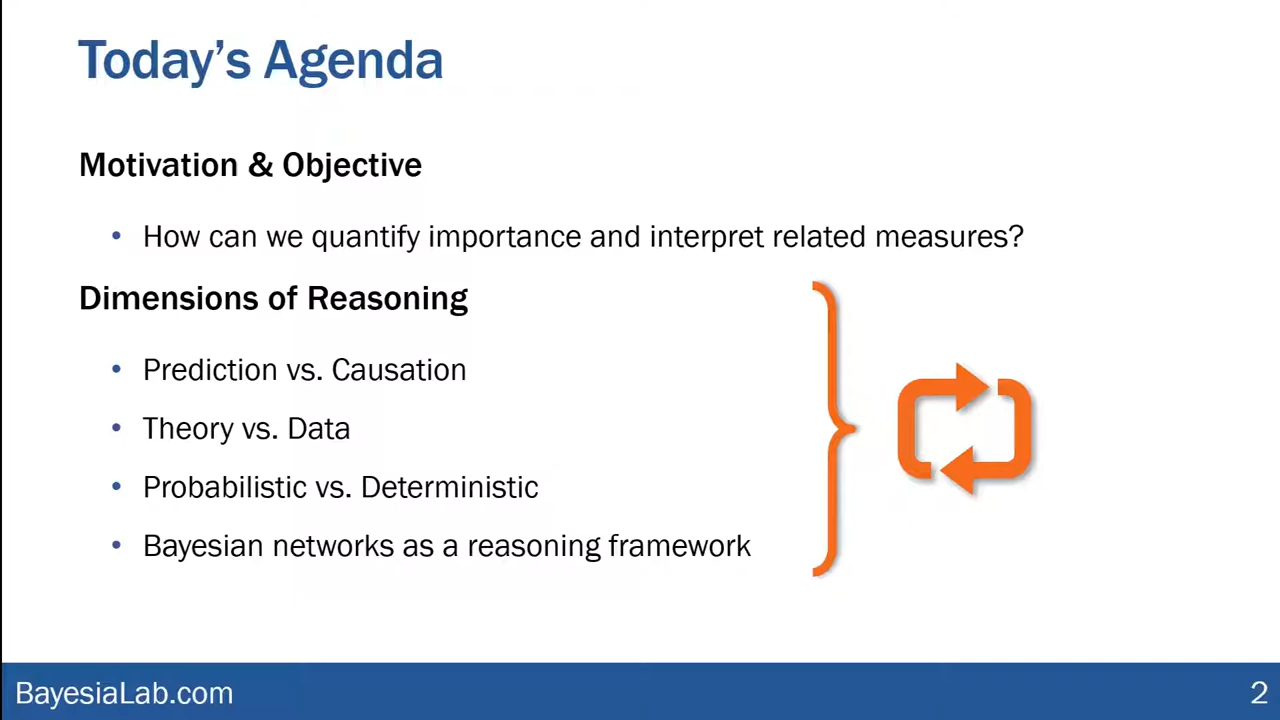 Today’s Agenda
Motivation & Objective
• How can we quantify importance and interpret related measures?
Dimensions of Reasoning
• Prediction vs. Causation
• Theory vs. Data
• Probabilistic vs. Deterministic
• Bayesian networks as a reasoning framework
BayesiaLab.com
2